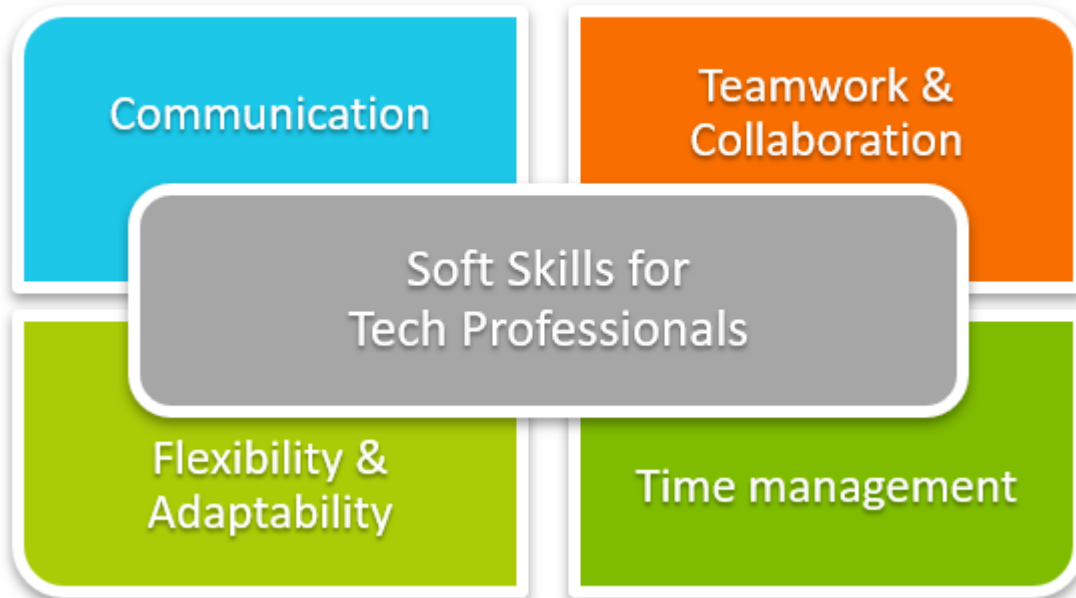 Communication
Teamwork &
Collaboration
Soft Skills for
Tech Professionals
Flexibility &
Adaptability
Time management